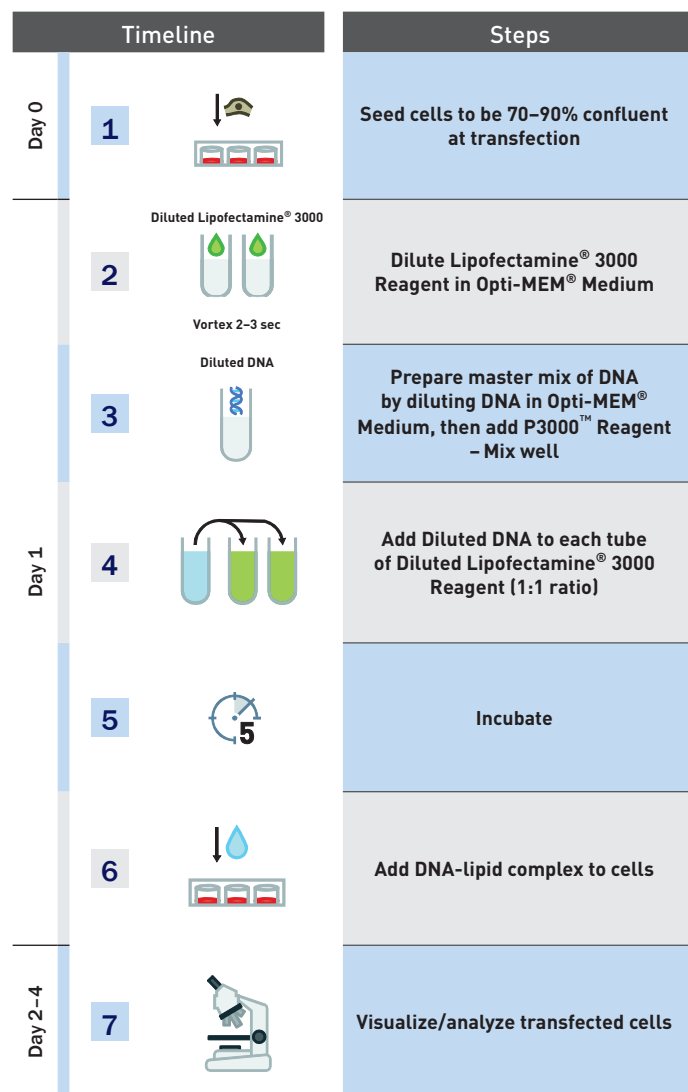 Timeline
Steps
Day 0
1
Seed cells to be 70–90% confluent
at transfection
Day 1
2
Diluted Lipofectamine® 3000
Vortex 2–3 sec
Dilute Lipofectamine® 3000
Reagent in Opti-MEM® Medium
3
Diluted DNA
Prepare master mix of DNA
by diluting DNA in Opti-MEM®
Medium, then add P3000™ Reagent
– Mix well
4
Add Diluted DNA to each tube
of Diluted Lipofectamine® 3000
Reagent (1:1 ratio)
5
5
Incubate
6
Add DNA-lipid complex to cells
Day 2–4
7
Visualize/analyze transfected cells